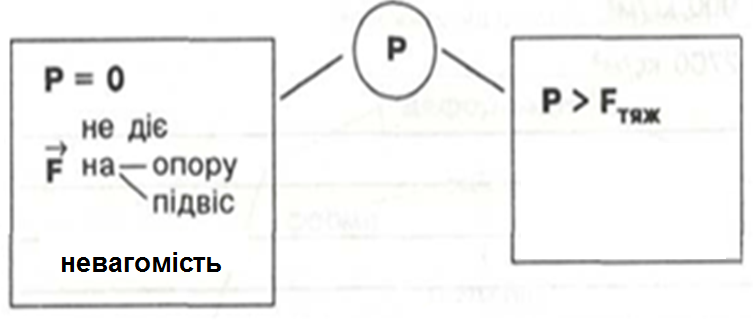 P
P = 0
не діє
F на опору
підвіс
невагомість
P > Fтяж